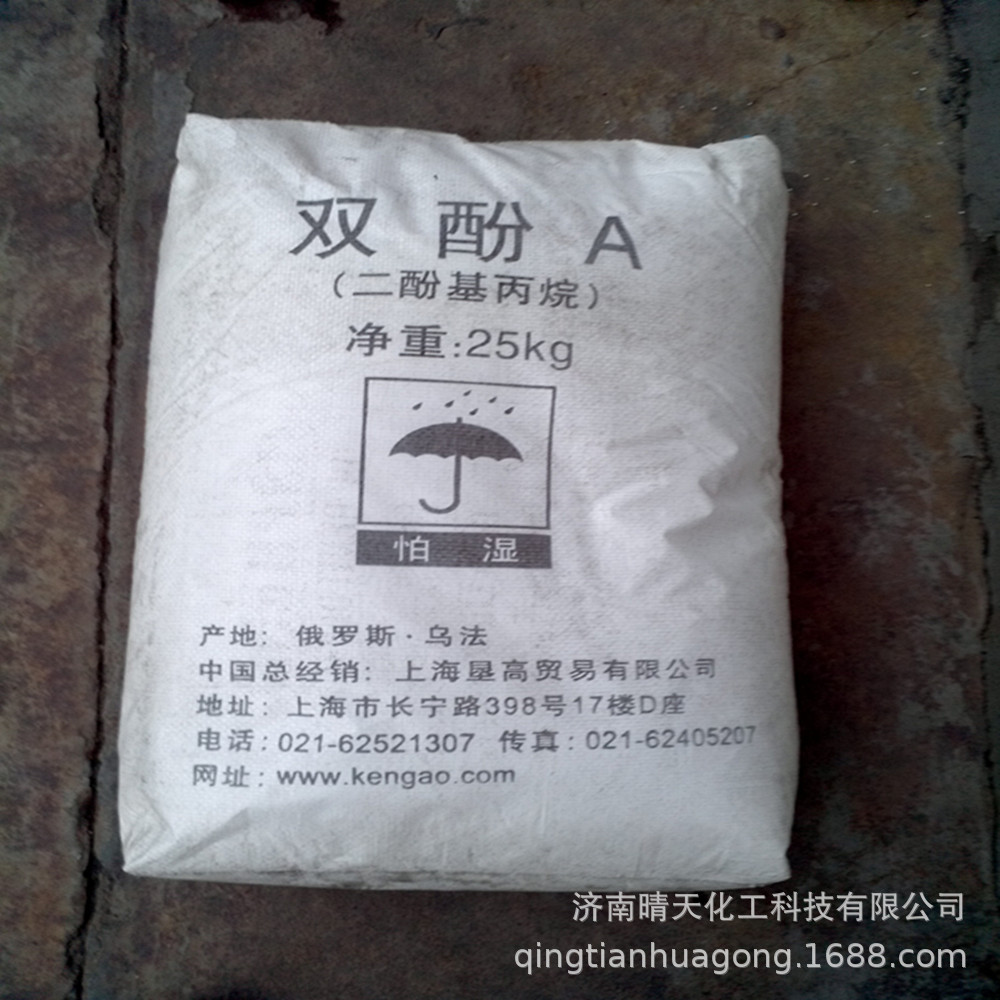 双 酚 A
（二酚基丙烷）
净重:25kg
怕 湿
产地：俄罗斯·乌法
中国总经销：上海垦高贸易有限公司
地址：上海市长宁路398号17楼D座
电话：021-62521307 传真：021-62405207
网址：www.kengao.com
济南晴天化工科技有限公司
qingtianhuagong.1688.com